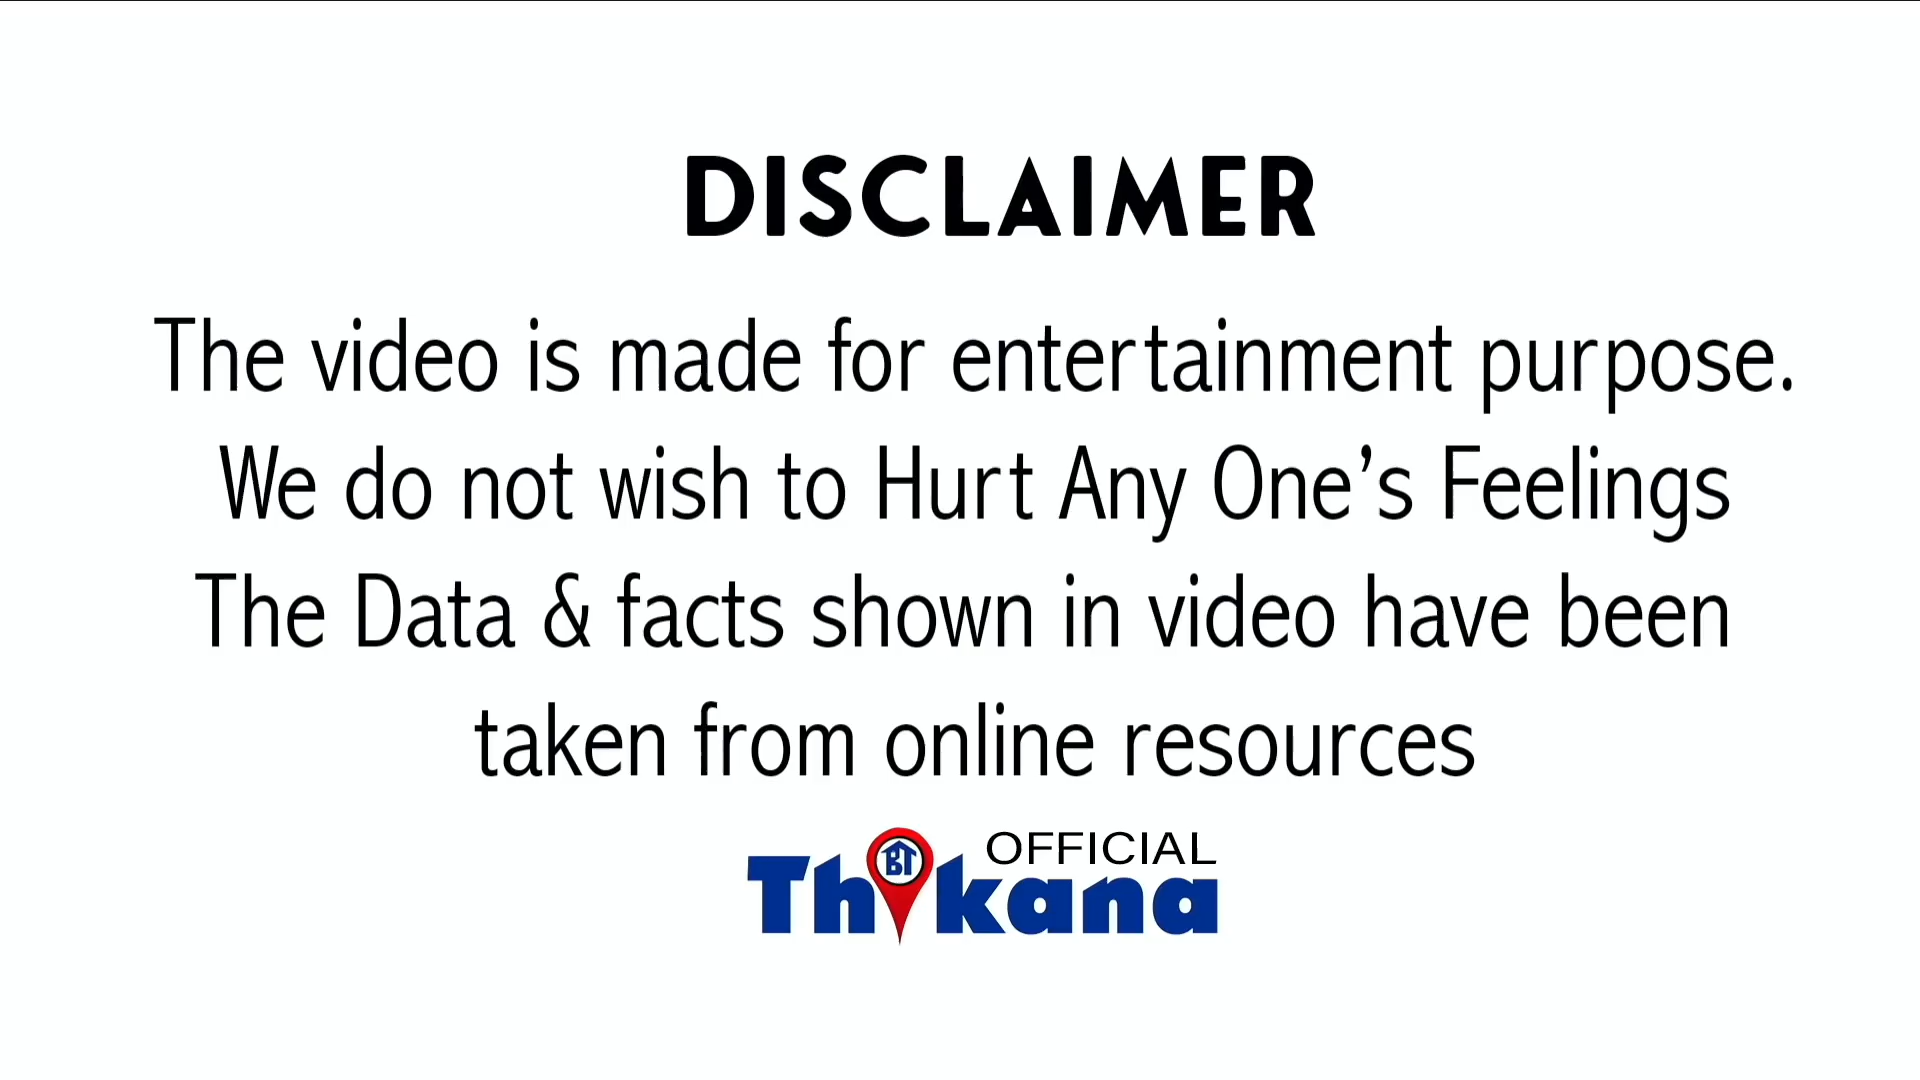 DISCLAIMER
The video is made for entertainment purpose.
We do not wish to Hurt Any One’s Feelings
The Data & facts shown in video have been
taken from online resources
OFFICIAL
BT
Thikana